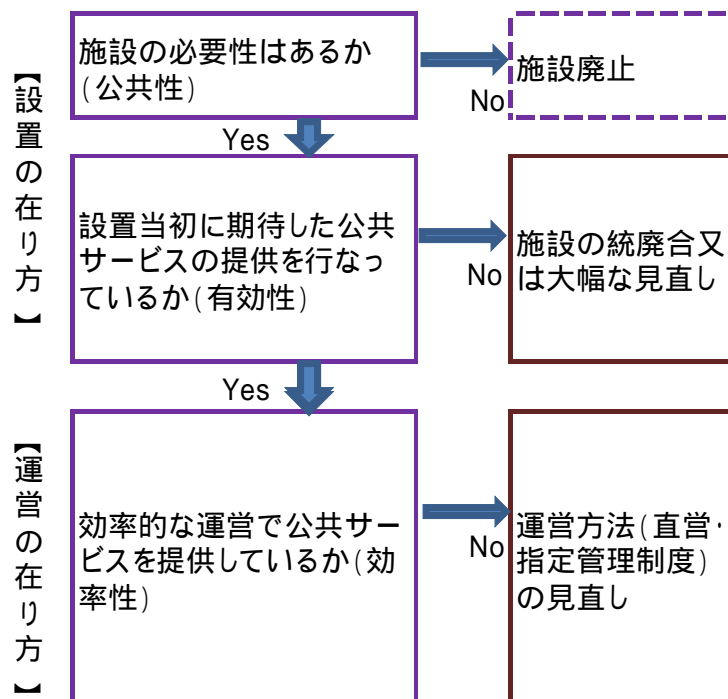 【設置の在り方】
施設の必要性はあるか
(公共性)
No
施設廃止
Yes
設置当初に期待した公共
サービスの提供を行なっ
ているか(有効性)
No
施設の統廃合又
は大幅な見直し
Yes
【運営の在り方】
効率的な運営で公共サー
ビスを提供しているか(効
率性)
No
運営方法(直営・
指定管理制度)
の見直し